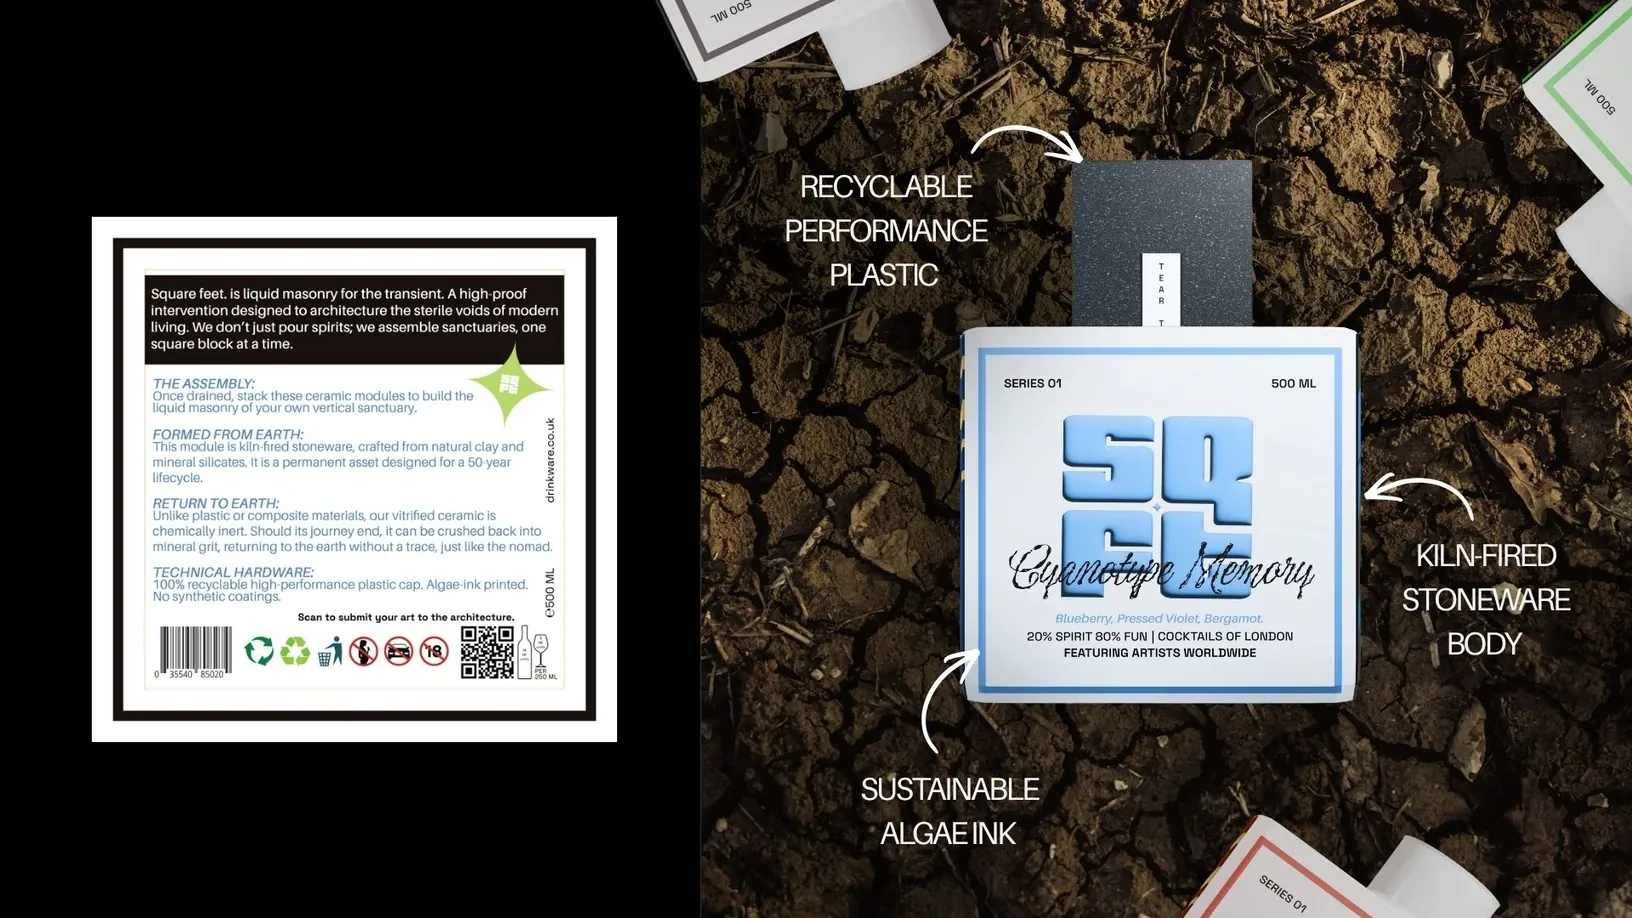 Square feet. is liquid masonry for the transient. A high-proof
intervention designed to architecture the sterile voids of modern
living. We don't just pour spirits; we assemble sanctuaries, one
square block at a time.
SQ
FT
THE ASSEMBLY:
Once drained, stack these ceramic modules to build the
liquid masonry of your own vertical sanctuary.
FORMED FROM EARTH:
This module is kiln-fired stoneware, crafted from natural clay and
mineral silicates. It is a permanent asset designed for a 50-year
lifecycle.
RETURN TO EARTH:
Unlike plastic or composite materials, our vitrified ceramic is
chemically inert. Should its journey end, it can be crushed back into
mineral grit, returning to the earth without a trace, just like the nomad.
TECHNICAL HARDWARE:
100% recyclable high-performance plastic cap. Algae-ink printed.
No synthetic coatings.
drinkware.co.uk
℮500 ML
Scan to submit your art to the architecture.
0 35540 85020
18
PER
250 ML
500 ML
500 ML
RECYCLABLE
PERFORMANCE
PLASTIC
TEAR T
SERIES 01
500 ML
SQ
FT
Cyanotype Memory
Blueberry, Pressed Violet, Bergamot.
20% SPIRIT 80% FUN | COCKTAILS OF LONDON
FEATURING ARTISTS WORLDWIDE
KILN-FIRED
STONEWARE
BODY
SUSTAINABLE
ALGAE INK
SERIES 01